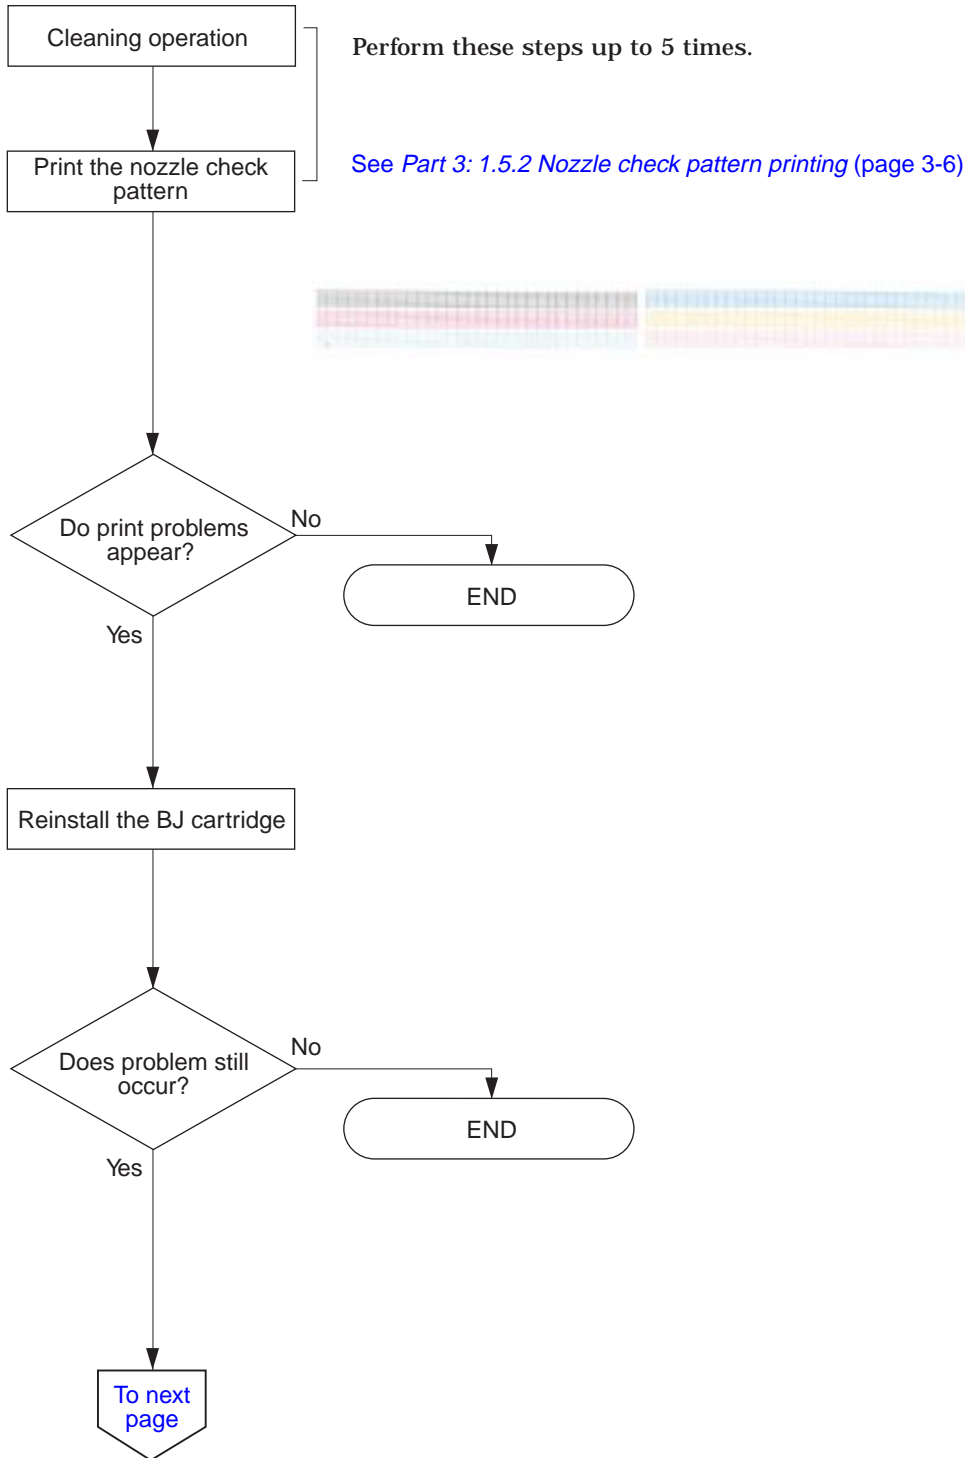 Cleaning operation
Perform these steps up to 5 times.
Print the nozzle check
pattern
See Part 3: 1.5.2 Nozzle check pattern printing (page 3-6)
Do print problems
appear?
No
END
Yes
Reinstall the BJ cartridge
Does problem still
occur?
No
END
Yes
To next
page